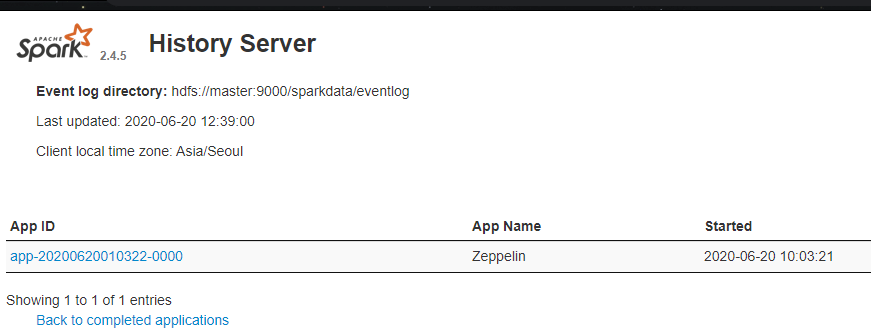 APACHE
Spark 2.4.5 History Server
Event log directory: hdfs://master:9000/sparkdata/eventlog
Last updated: 2020-06-20 12:39:00
Client local time zone: Asia/Seoul
App ID App Name Started
app-20200620010322-0000 Zeppelin 2020-06-20 10:03:21
Showing 1 to 1 of 1 entries
Back to completed applications